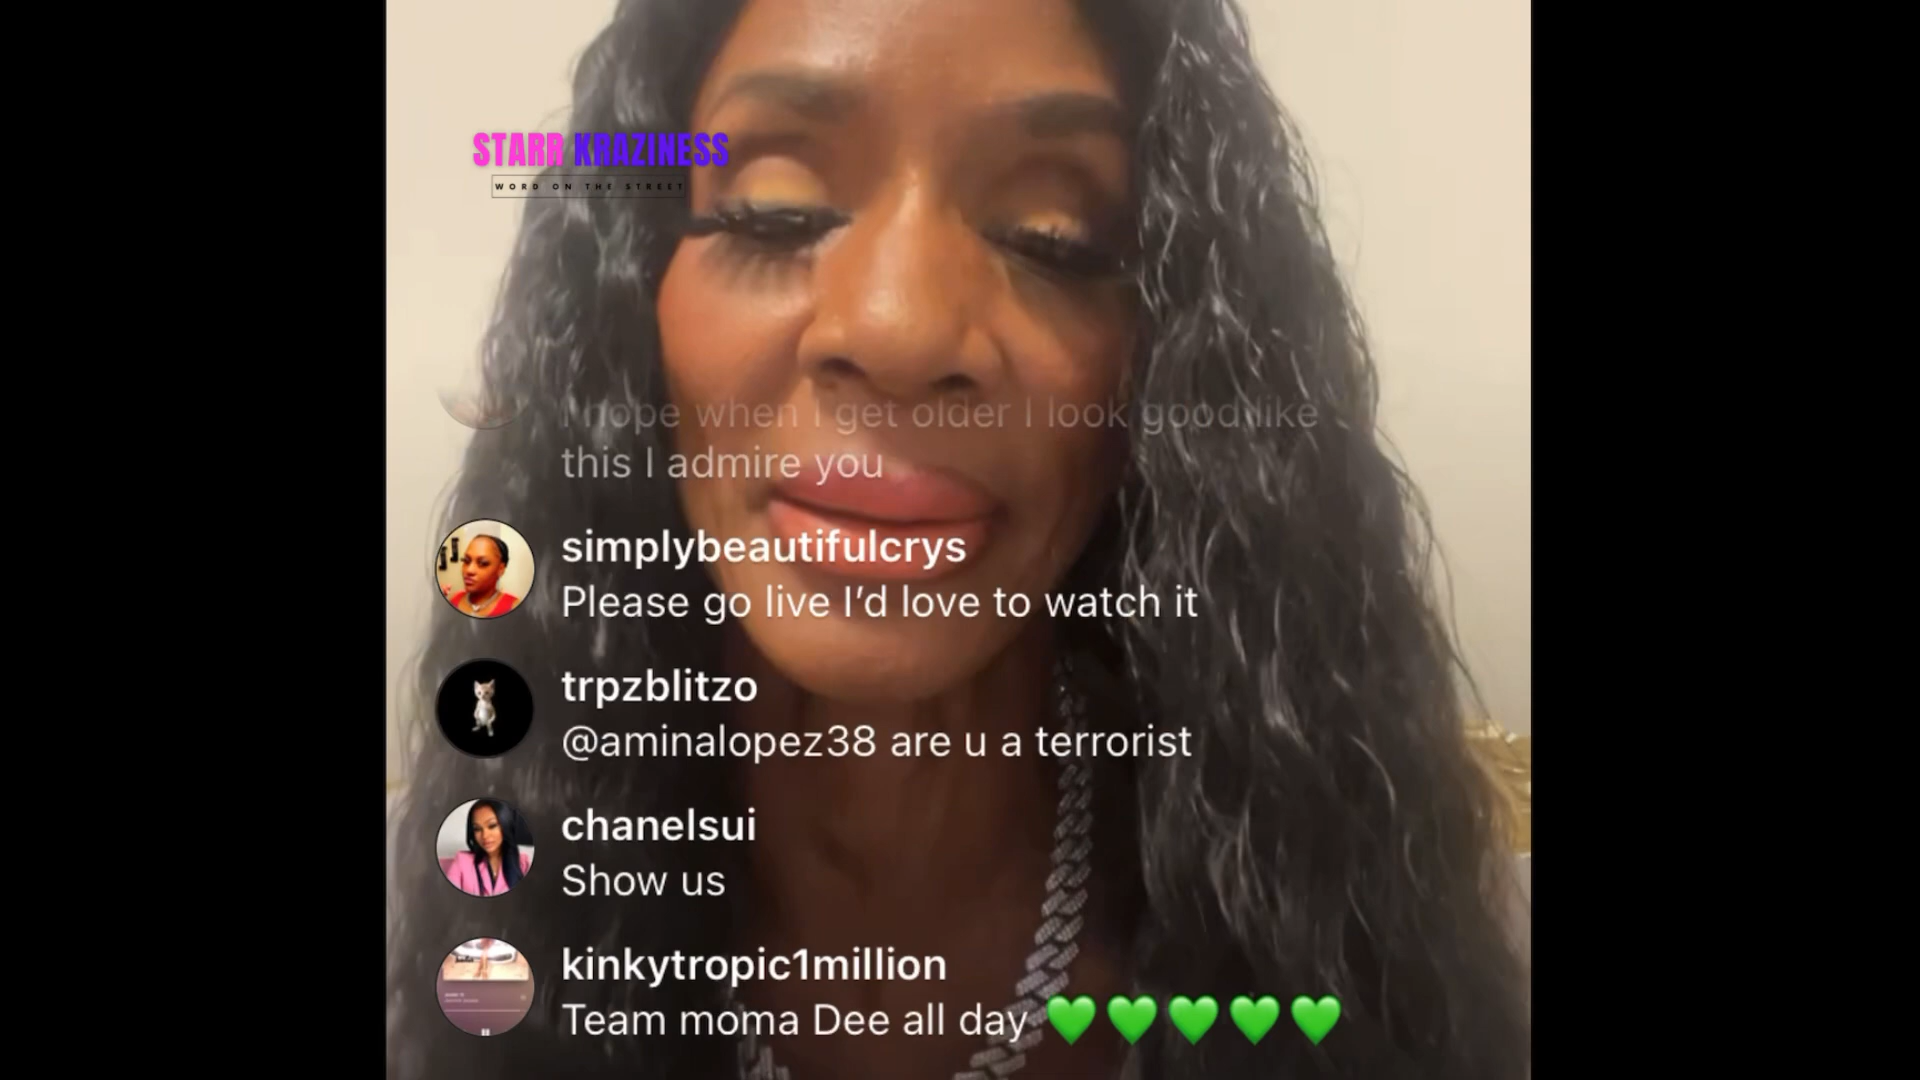 STARR KRAZINESS
WORD ON THE STREET
I hope when I get older I look good like
this I admire you
simplybeautifulcrys
Please go live I’d love to watch it
trpzblitzo
@aminalopez38 are u a terrorist
chanelsui
Show us
kinkytropic1million
Team moma Dee all day 💚💚💚💚💚